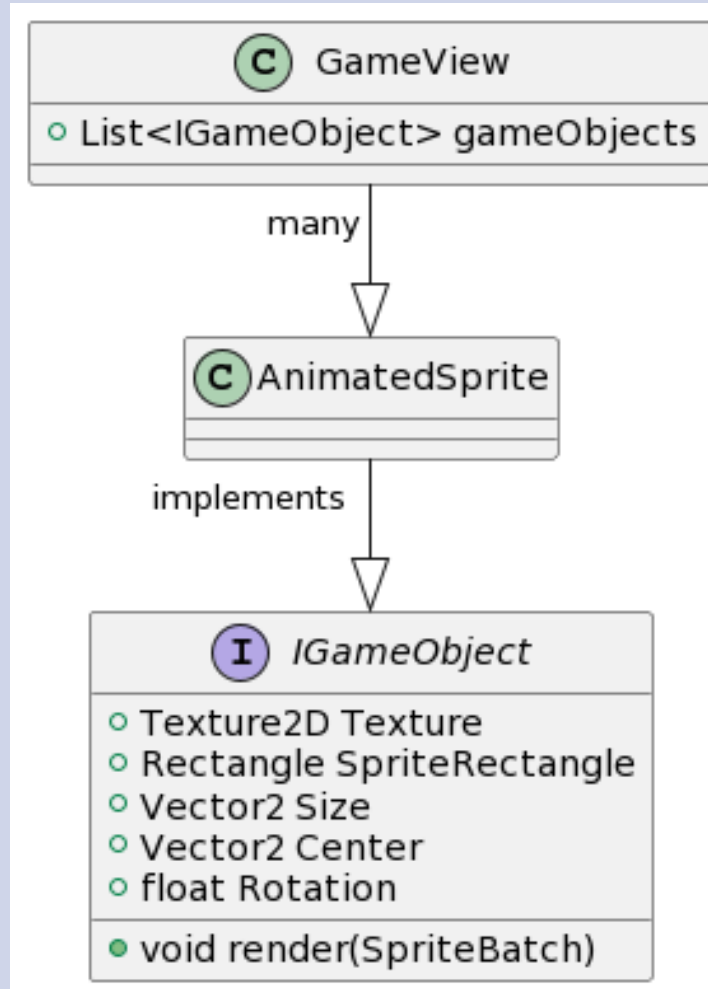 C GameView
List<IGameObject> gameObjects
many
C AnimatedSprite
implements
I IGameObject
Texture2D Texture
Rectangle SpriteRectangle
Vector2 Size
Vector2 Center
float Rotation
void render(SpriteBatch)